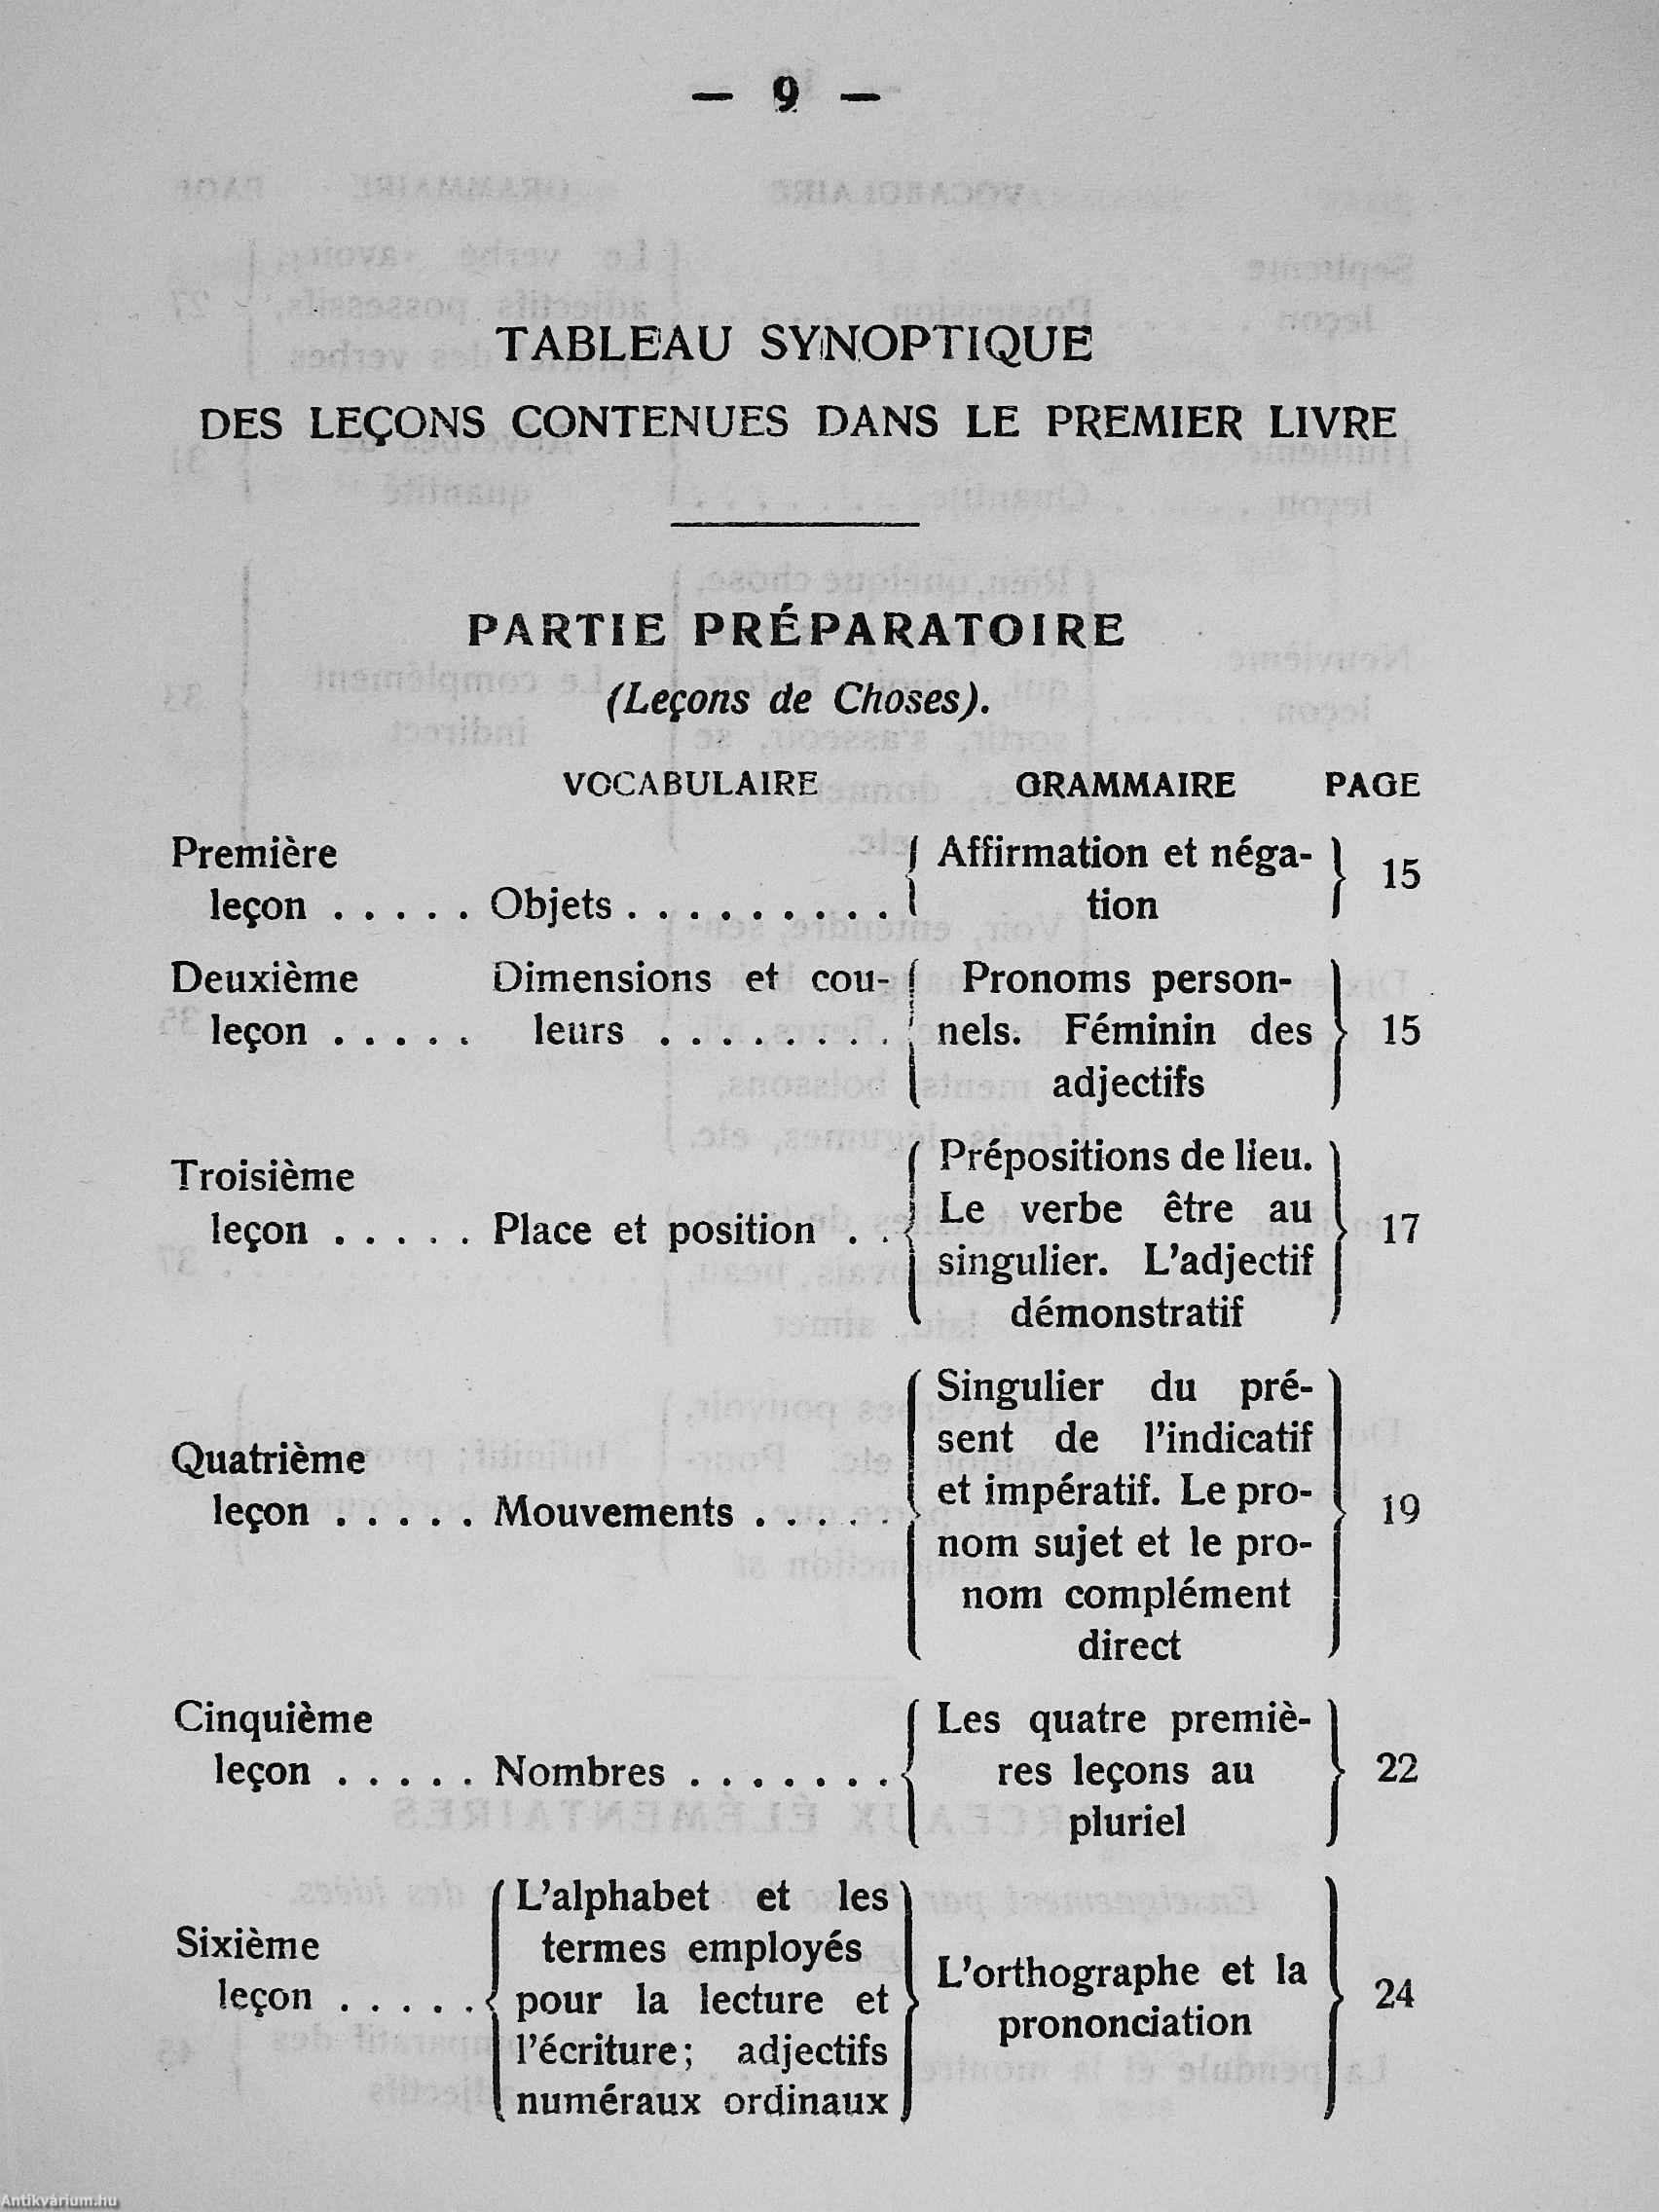 — 9 —
TABLEAU SYNOPTIQUE
DES LEÇONS CONTENUES DANS LE PREMIER LIVRE
PARTIE PRÉPARATOIRE
(Leçons de Choses).
VOCABULAIRE GRAMMAIRE PAGE
Première
leçon . . . . . Objets . . . . . . . . . .
Affirmation et néga-
tion
15
Deuxième
leçon . . . . .
Dimensions et cou-
leurs . . . . . . . .
Pronoms person-
nels. Féminin des
adjectifs
15
Troisième
leçon . . . . . Place et position . .
Prépositions de lieu.
Le verbe être au
singulier. L'adjectif
démonstratif
17
Quatrième
leçon . . . . . Mouvements . . . . .
Singulier du pré-
sent de l'indicatif
et impératif. Le pro-
nom sujet et le pro-
nom complément
direct
19
Cinquième
leçon . . . . . Nombres . . . . . . .
Les quatre premiè-
res leçons au
pluriel
22
Sixième
leçon . . . . .
L'alphabet et les
termes employés
pour la lecture et
l'écriture; adjectifs
numéraux ordinaux
L'orthographe et la
prononciation
24
Antikvárium.hu